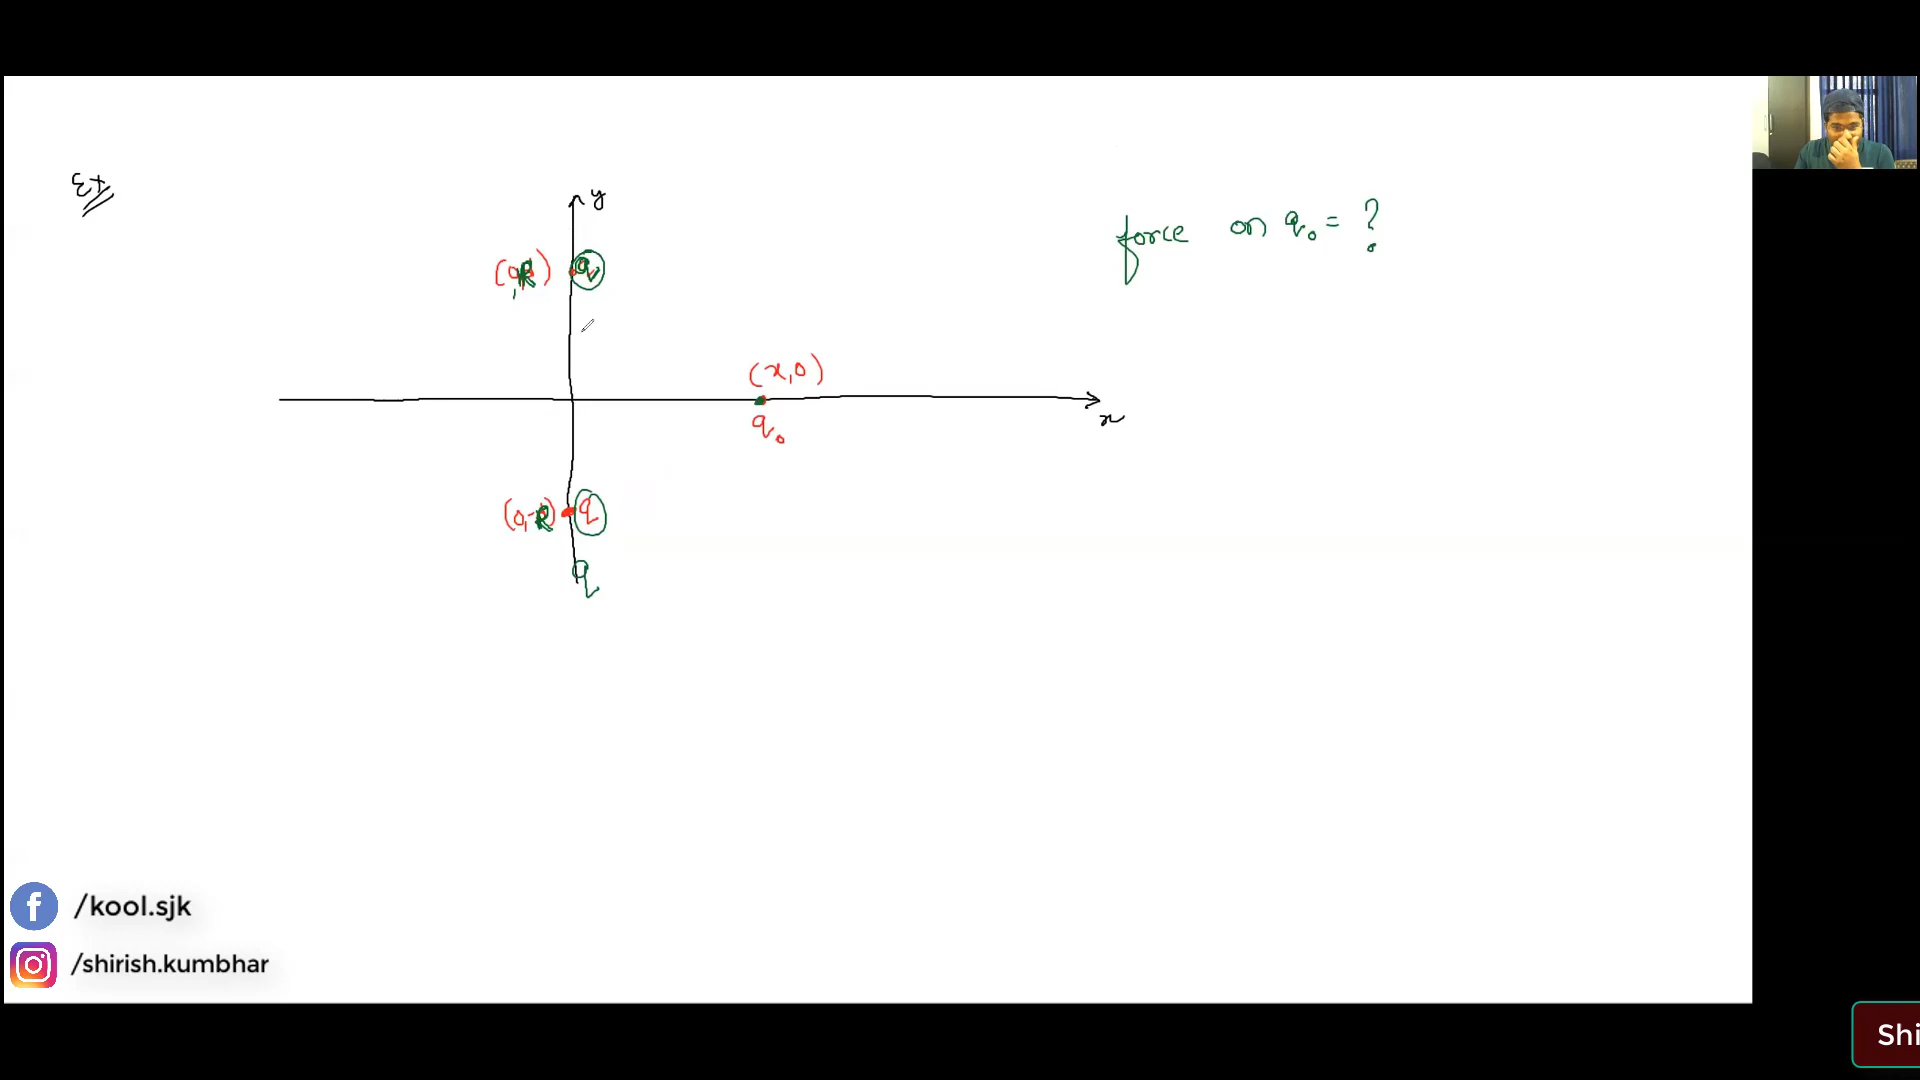 Ex
y
force on q₀ = ?
(0,R) q
(x,0)
x
q₀
(0,-R) q
q
/kool.sjk
/shirish.kumbhar
Shi